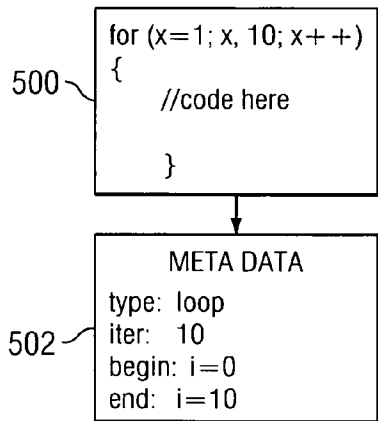 for (x=1; x, 10; x++)
{
//code here
}
500
META DATA
type: loop
iter: 10
begin: i=0
end: i=10
502